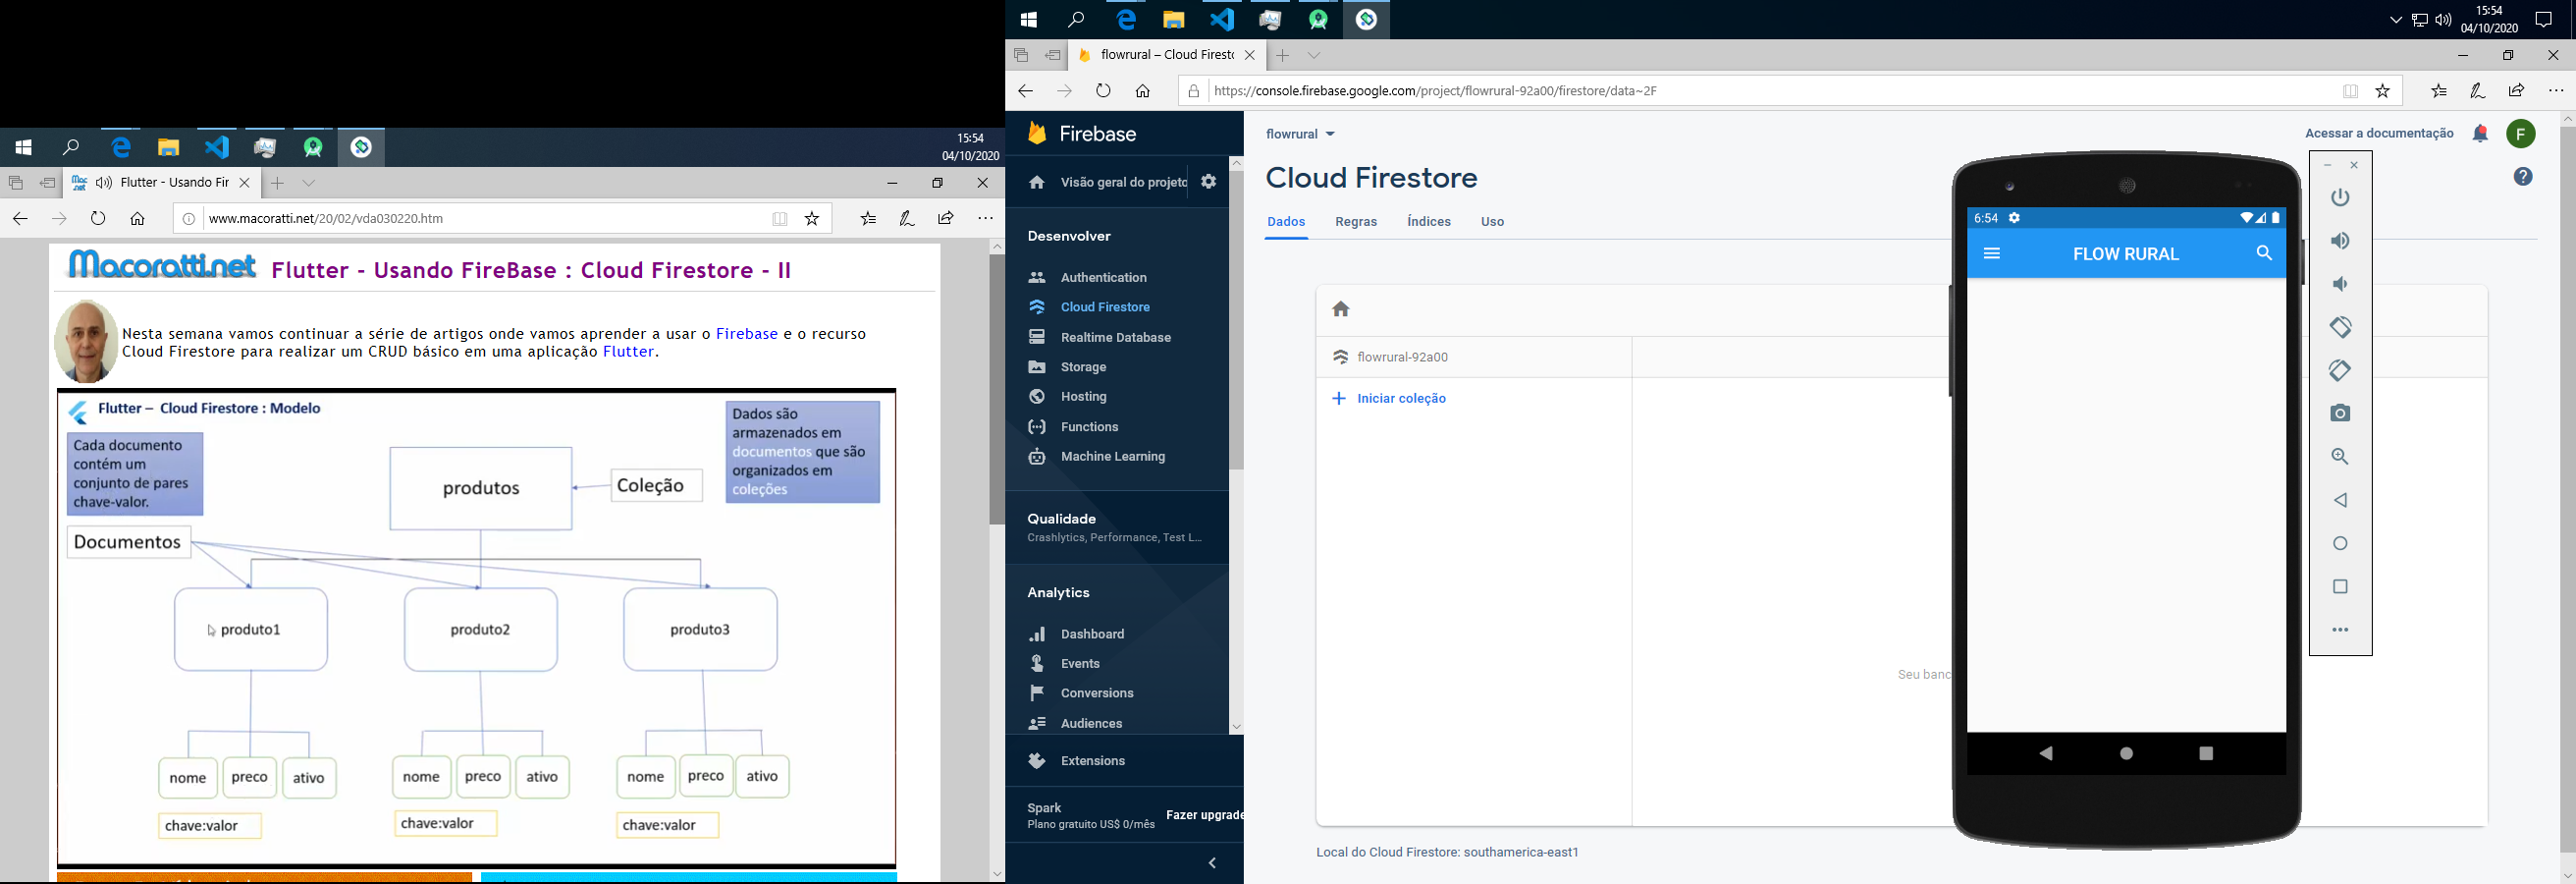 15:54
04/10/2020
Flutter - Usando Fir
www.macoratti.net/20/02/vda030220.htm
Macoratti.net
Flutter - Usando FireBase : Cloud Firestore - II
Nesta semana vamos continuar a série de artigos onde vamos aprender a usar o Firebase e o recurso
Cloud Firestore para realizar um CRUD básico em uma aplicação Flutter.
Flutter – Cloud Firestore : Modelo
Cada documento
contém um
conjunto de pares
chave-valor.
Dados são
armazenados em
documentos que são
organizados em
coleções
produtos
Coleção
Documentos
produto1
produto2
produto3
nome
preco
ativo
nome
preco
ativo
nome
preco
ativo
chave:valor
chave:valor
chave:valor
15:54
04/10/2020
flowrural – Cloud Firest
https://console.firebase.google.com/project/flowrural-92a00/firestore/data~2F
Firebase
Visão geral do projeto
Desenvolver
Authentication
Cloud Firestore
Realtime Database
Storage
Hosting
Functions
Machine Learning
Qualidade
Crashlytics, Performance, Test L...
Analytics
Dashboard
Events
Conversions
Audiences
Extensions
Spark
Plano gratuito US$ 0/mês
Fazer upgrade
flowrural
Acessar a documentação
F
Cloud Firestore
Dados
Regras
Índices
Uso
flowrural-92a00
Iniciar coleção
Seu banc
Local do Cloud Firestore: southamerica-east1
6:54
FLOW RURAL